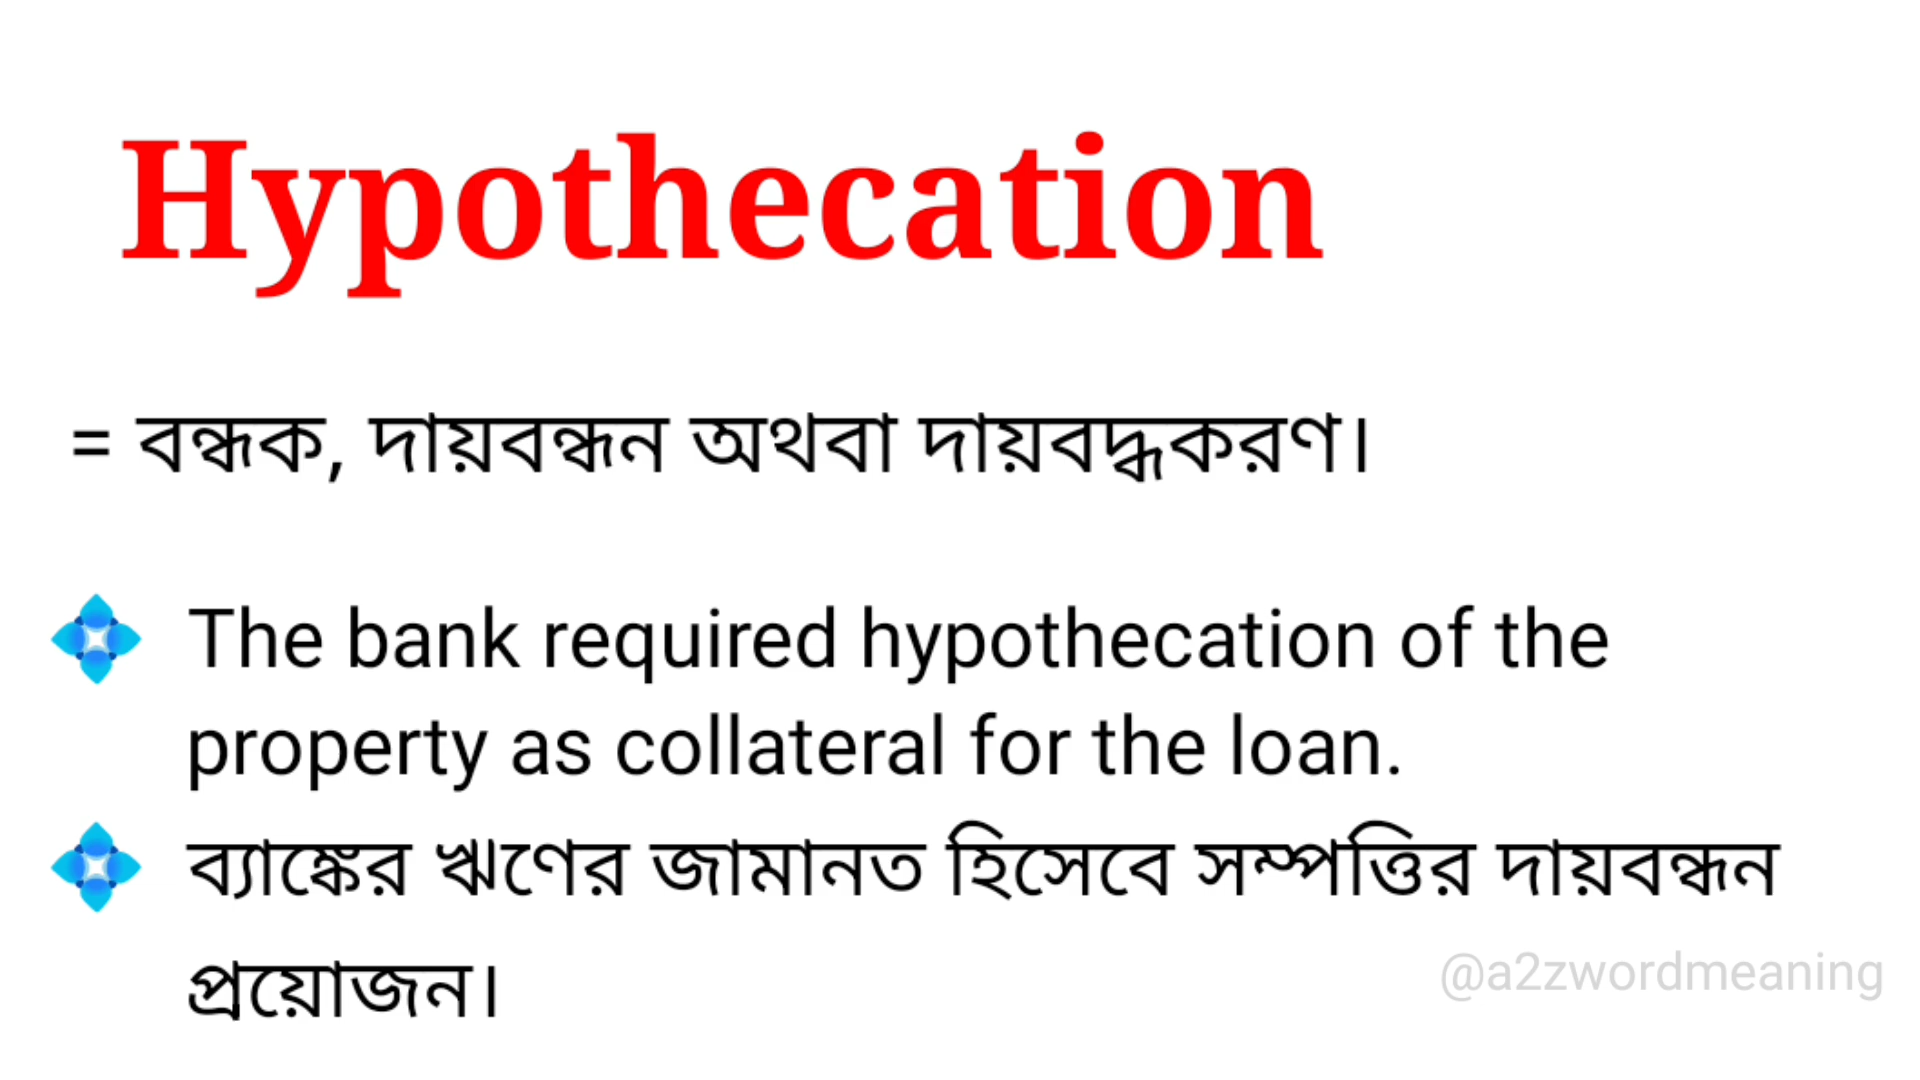 Hypothecation
= বন্ধক, দায়বন্ধন অথবা দায়বদ্ধকরণ।
The bank required hypothecation of the
property as collateral for the loan.
ব্যাঙ্কের ঋণের জামানত হিসেবে সম্পত্তির দায়বন্ধন
প্রয়োজন।
@a2zwordmeaning